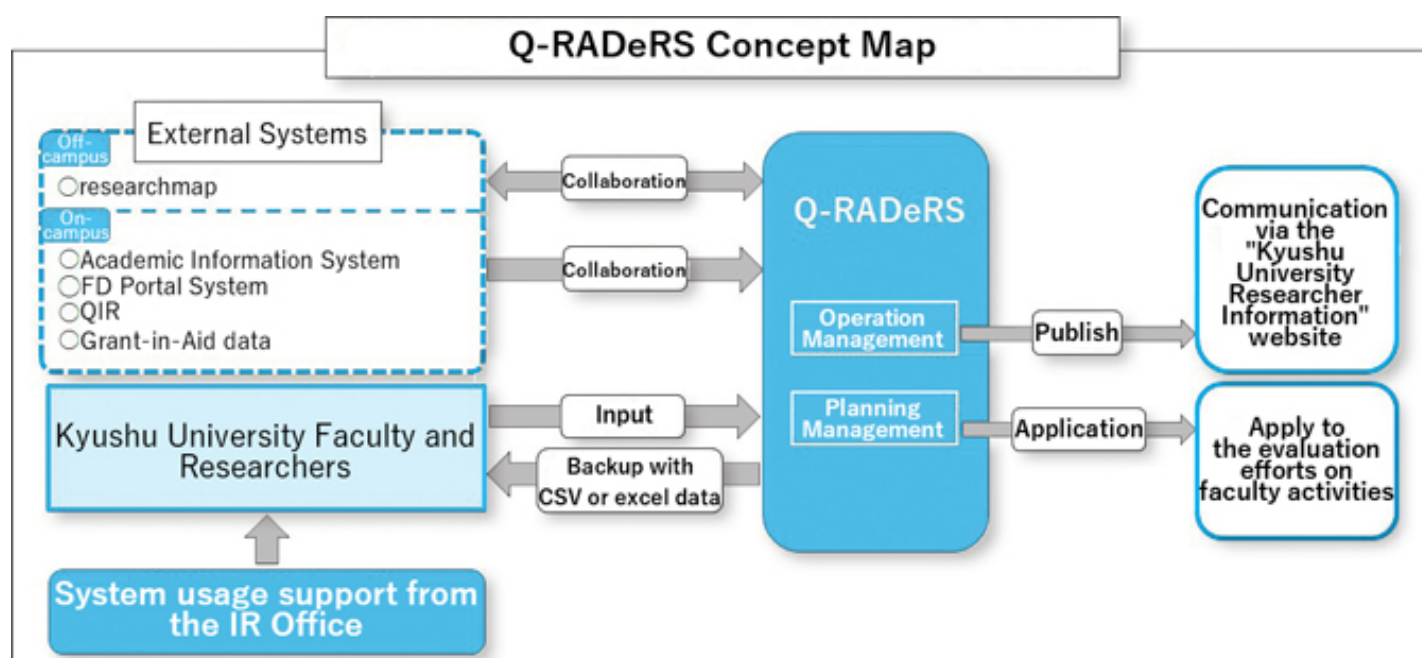 Q-RADeRS Concept Map
External Systems
Off-
campus
○researchmap
On-
campus
○Academic Information System
○FD Portal System
○QIR
○Grant-in-Aid data
Kyushu University Faculty and
Researchers
System usage support from
the IR Office
Collaboration
Collaboration
Input
Backup with
CSV or excel data
Q-RADeRS
Operation
Management
Planning
Management
Publish
Application
Communication
via the
"Kyushu
University
Researcher
Information"
website
Apply to
the evaluation
efforts on
faculty activities